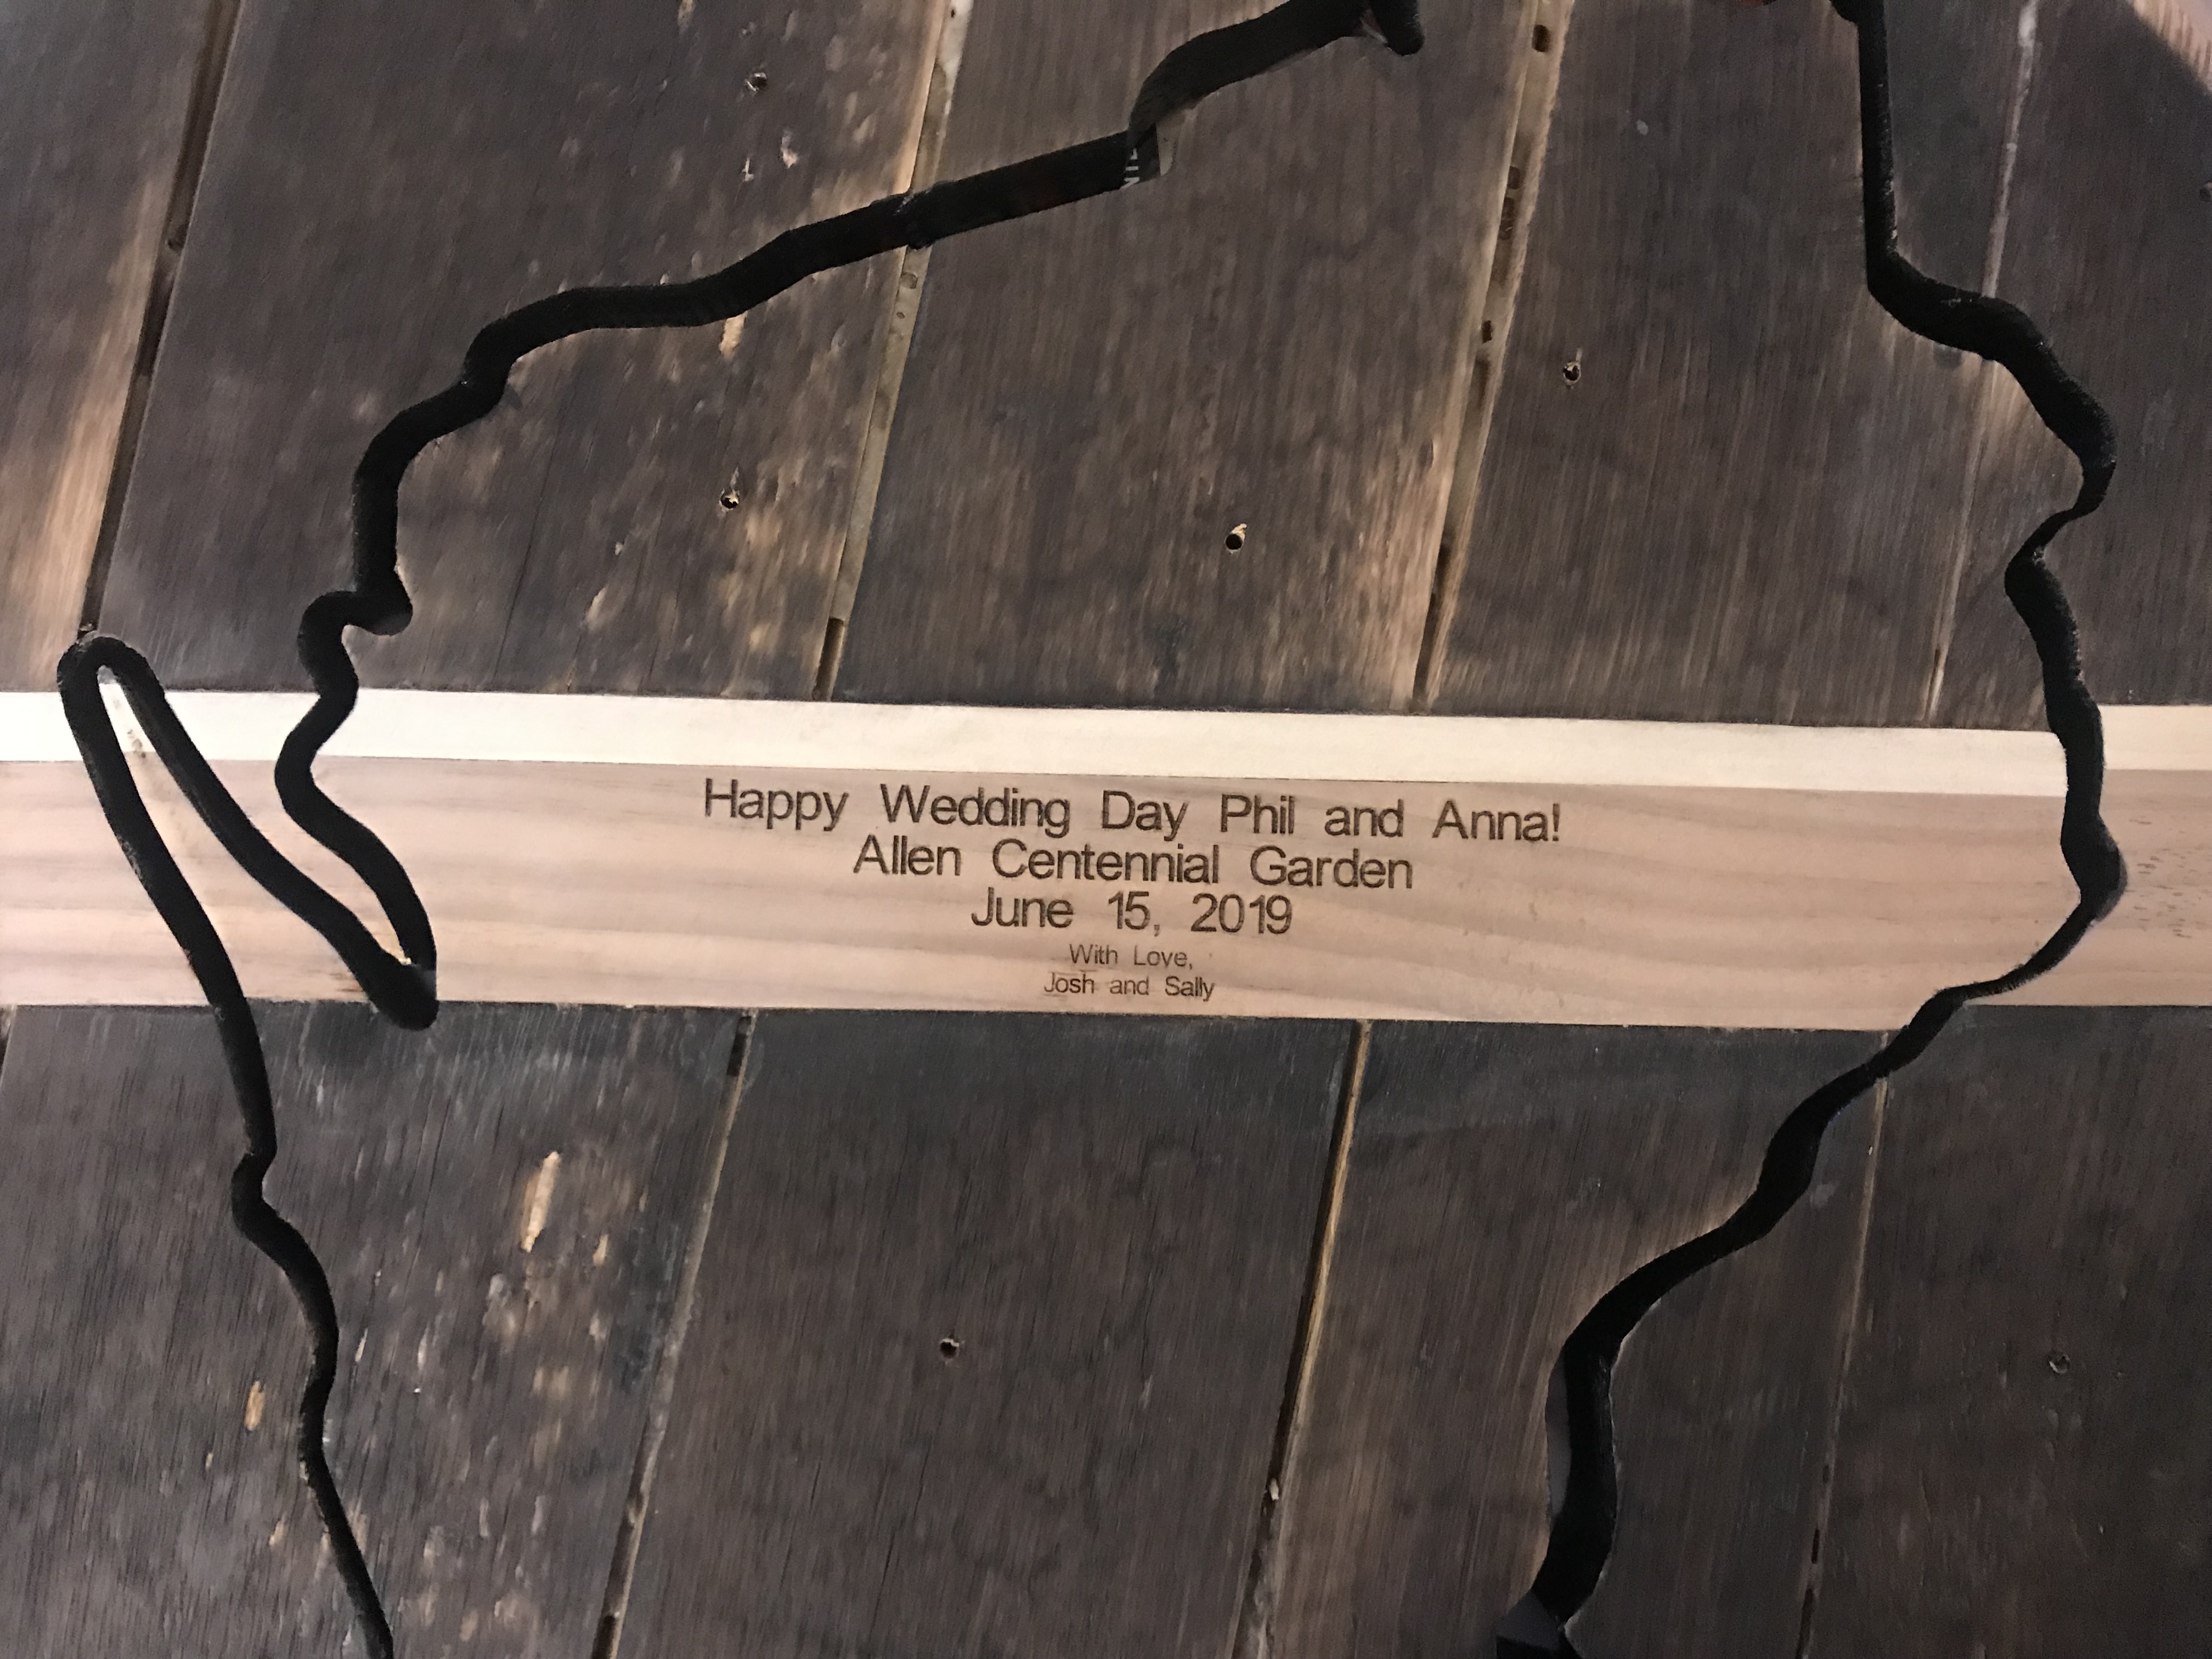 Happy Wedding Day Phil and Anna!
Allen Centennial Garden
June 15, 2019
With Love,
Josh and Sally